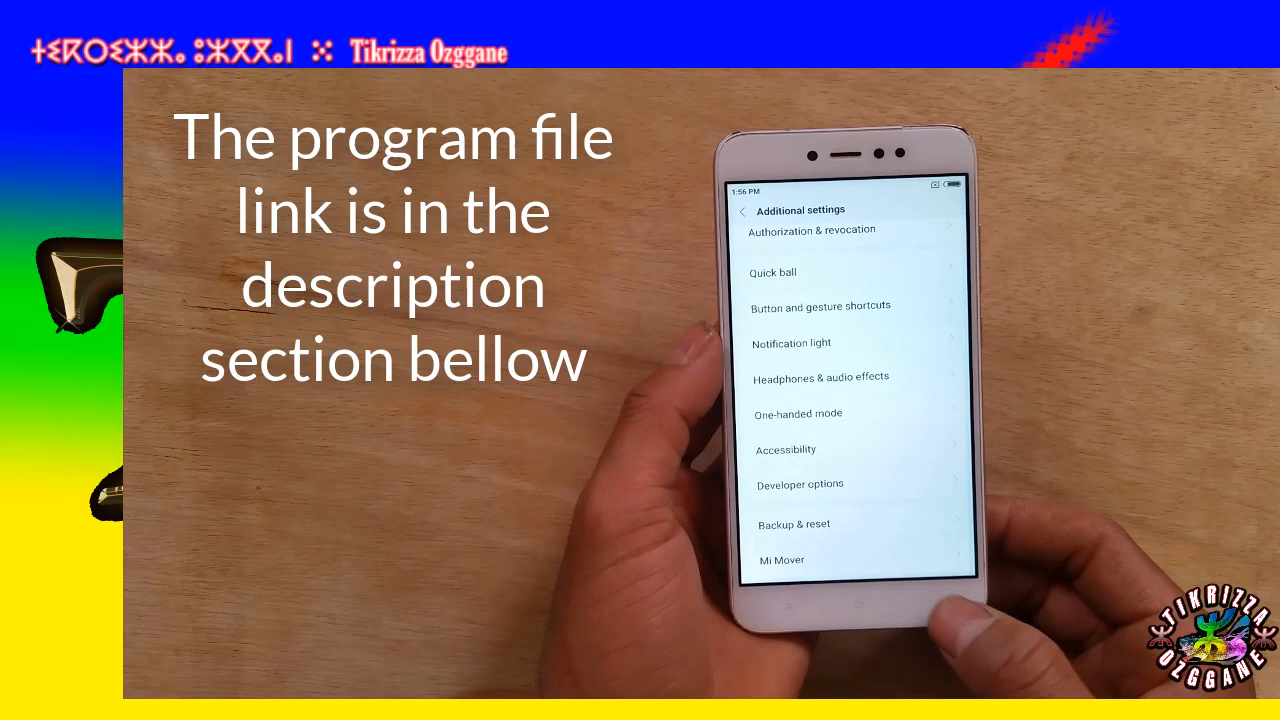 ⵜⵉⴽⵔⵉⵣⵣⴰ ⵓⵣⴳⴳⴰⵏ ⁙ Tikrizza Ozggane
The program file
link is in the
description
section bellow
1:56 PM
Additional settings
Authorization & revocation
Quick ball
Button and gesture shortcuts
Notification light
Headphones & audio effects
One-handed mode
Accessibility
Developer options
Backup & reset
Mi Mover
TIKRIZZA
OZGGANE